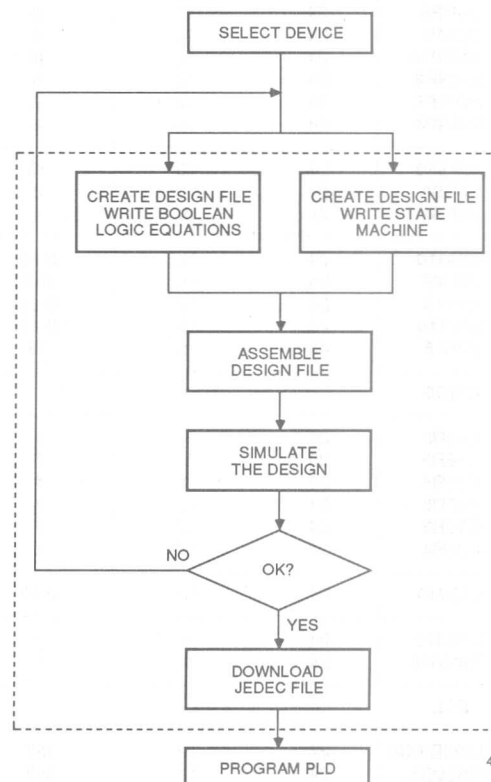 SELECT DEVICE
CREATE DESIGN FILE
WRITE BOOLEAN
LOGIC EQUATIONS
CREATE DESIGN FILE
WRITE STATE
MACHINE
ASSEMBLE
DESIGN FILE
SIMULATE
THE DESIGN
NO
OK?
YES
DOWNLOAD
JEDEC FILE
PROGRAM PLD
4